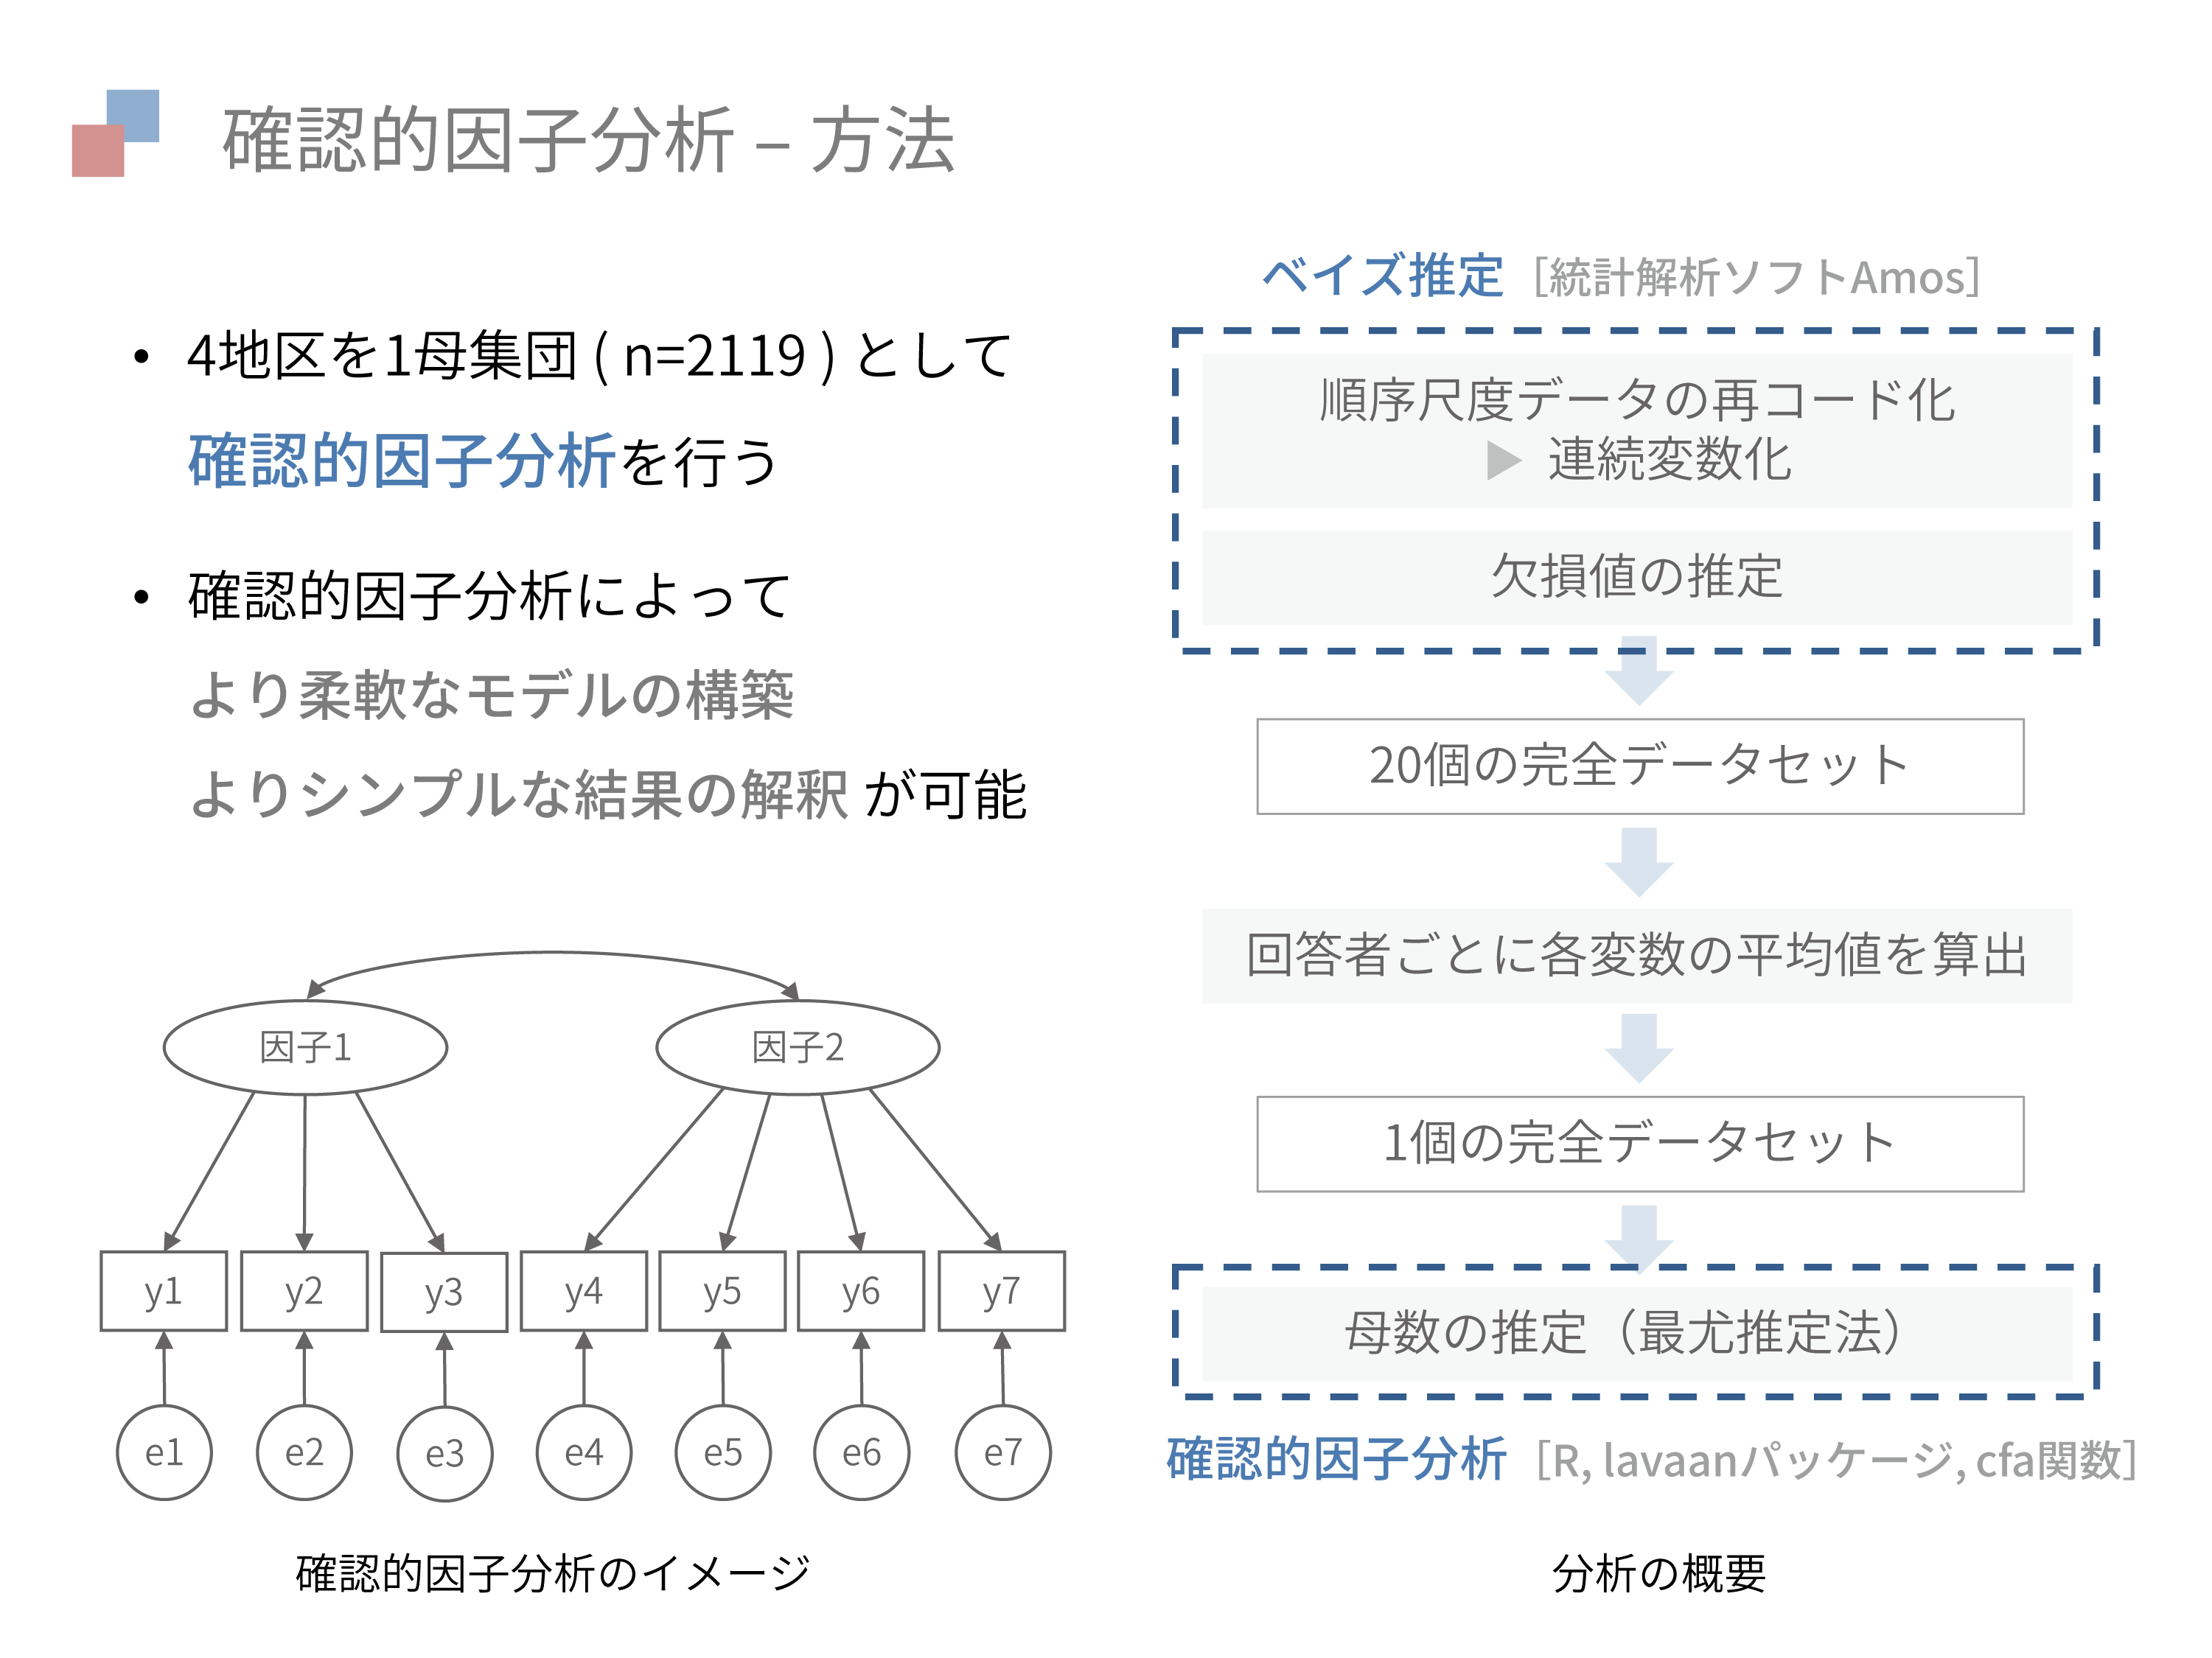 確認的因子分析 – 方法
• 4地区を1母集団 ( n=2119 ) として
確認的因子分析を行う
• 確認的因子分析によって
より柔軟なモデルの構築
よりシンプルな結果の解釈 が可能
因子1
因子2
y1 y2 y3 y4 y5 y6 y7
e1 e2 e3 e4 e5 e6 e7
確認的因子分析のイメージ
ベイズ推定 [統計解析ソフトAmos]
順序尺度データの再コード化
▶ 連続変数化
欠損値の推定
20個の完全データセット
回答者ごとに各変数の平均値を算出
1個の完全データセット
母数の推定（最尤推定法）
確認的因子分析 [R, lavaanパッケージ, cfa関数]
分析の概要